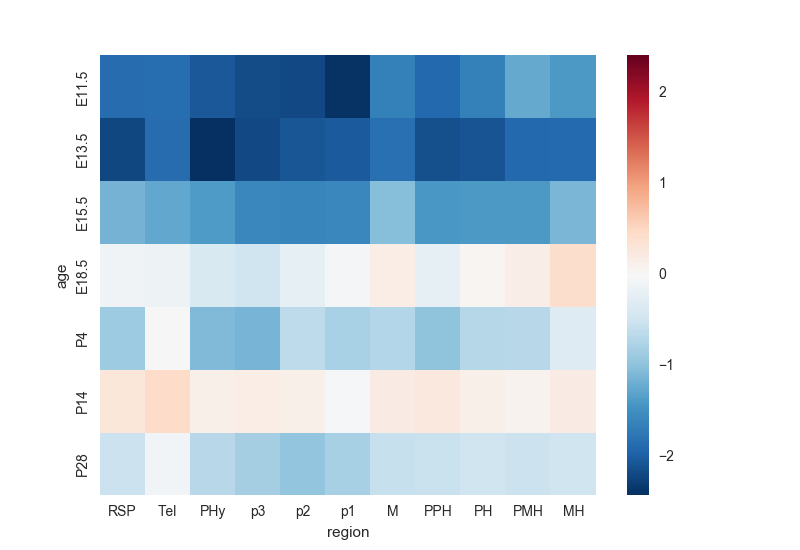 age
E11.5
E13.5
E15.5
E18.5
P4
P14
P28
RSP Tel PHy p3 p2 p1 M PPH PH PMH MH
region
2
1
0
−1
−2